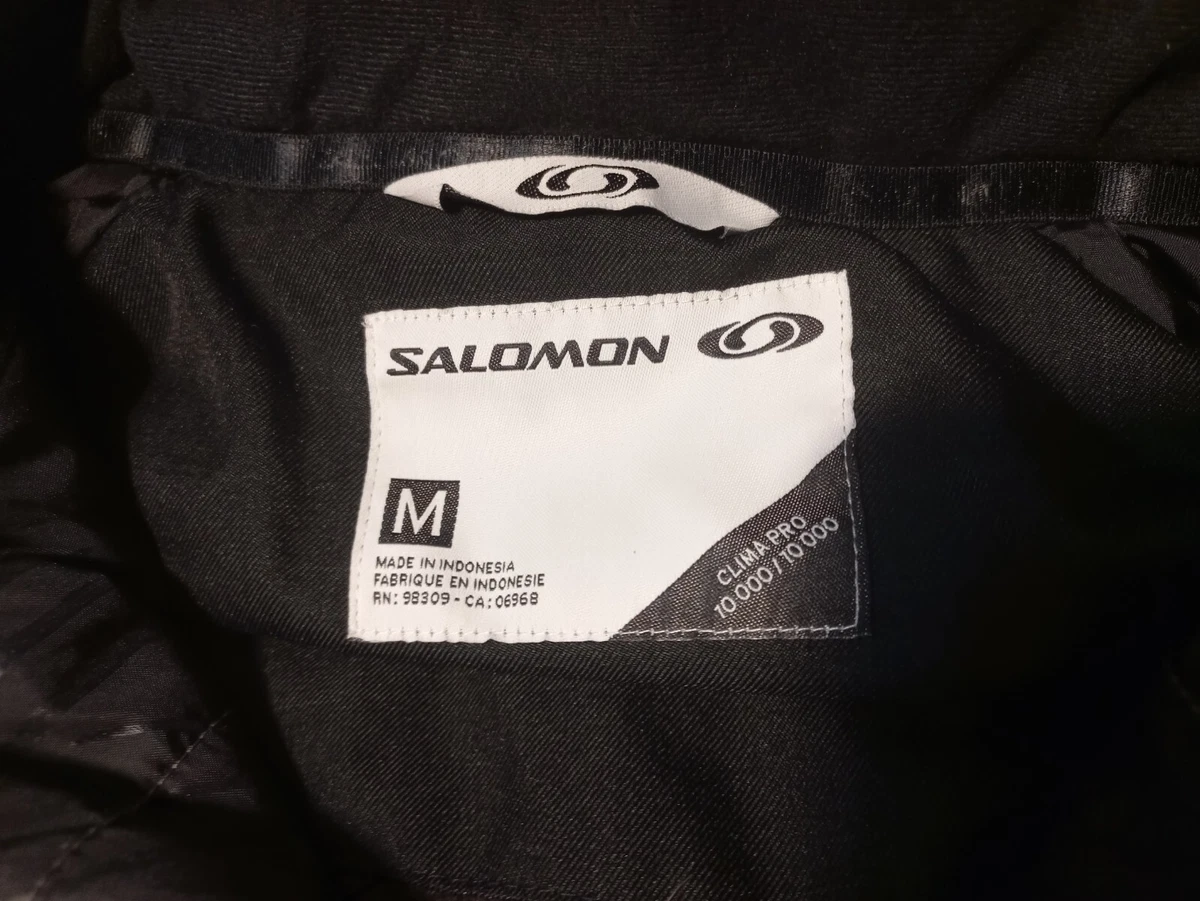 SALOMON
M
MADE IN INDONESIA
FABRIQUE EN INDONESIE
RN: 98309 - CA: 06968
CLIMA PRO
10'000 / 10'000